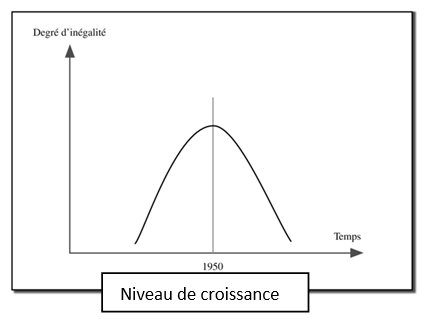 Degré d'inégalité
Temps
1950
Niveau de croissance